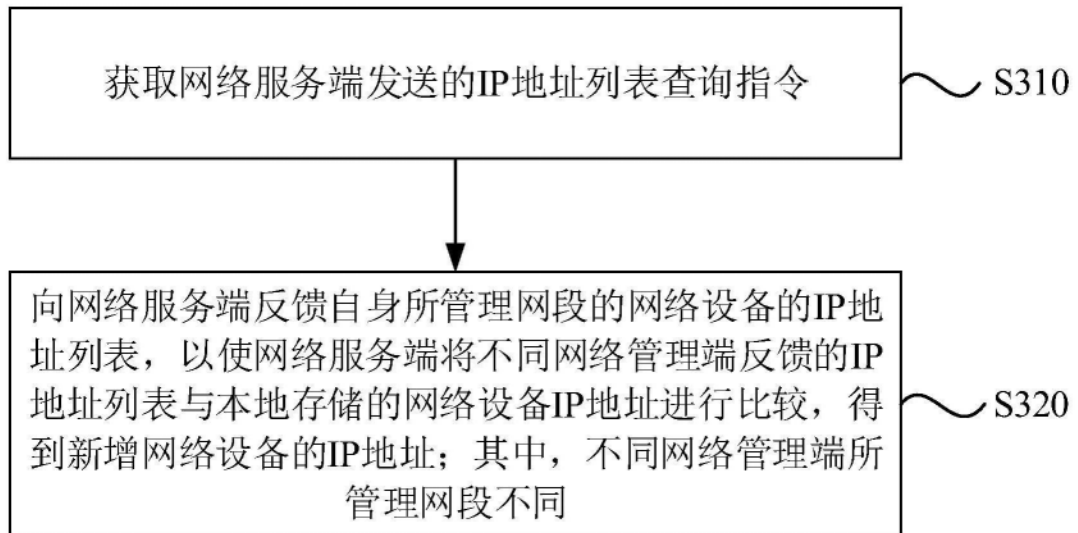 获取网络服务端发送的IP地址列表查询指令
S310
向网络服务端反馈自身所管理网段的网络设备的IP地
址列表，以使网络服务端将不同网络管理端反馈的IP
地址列表与本地存储的网络设备IP地址进行比较，得
到新增网络设备的IP地址；其中，不同网络管理端所
管理网段不同
S320